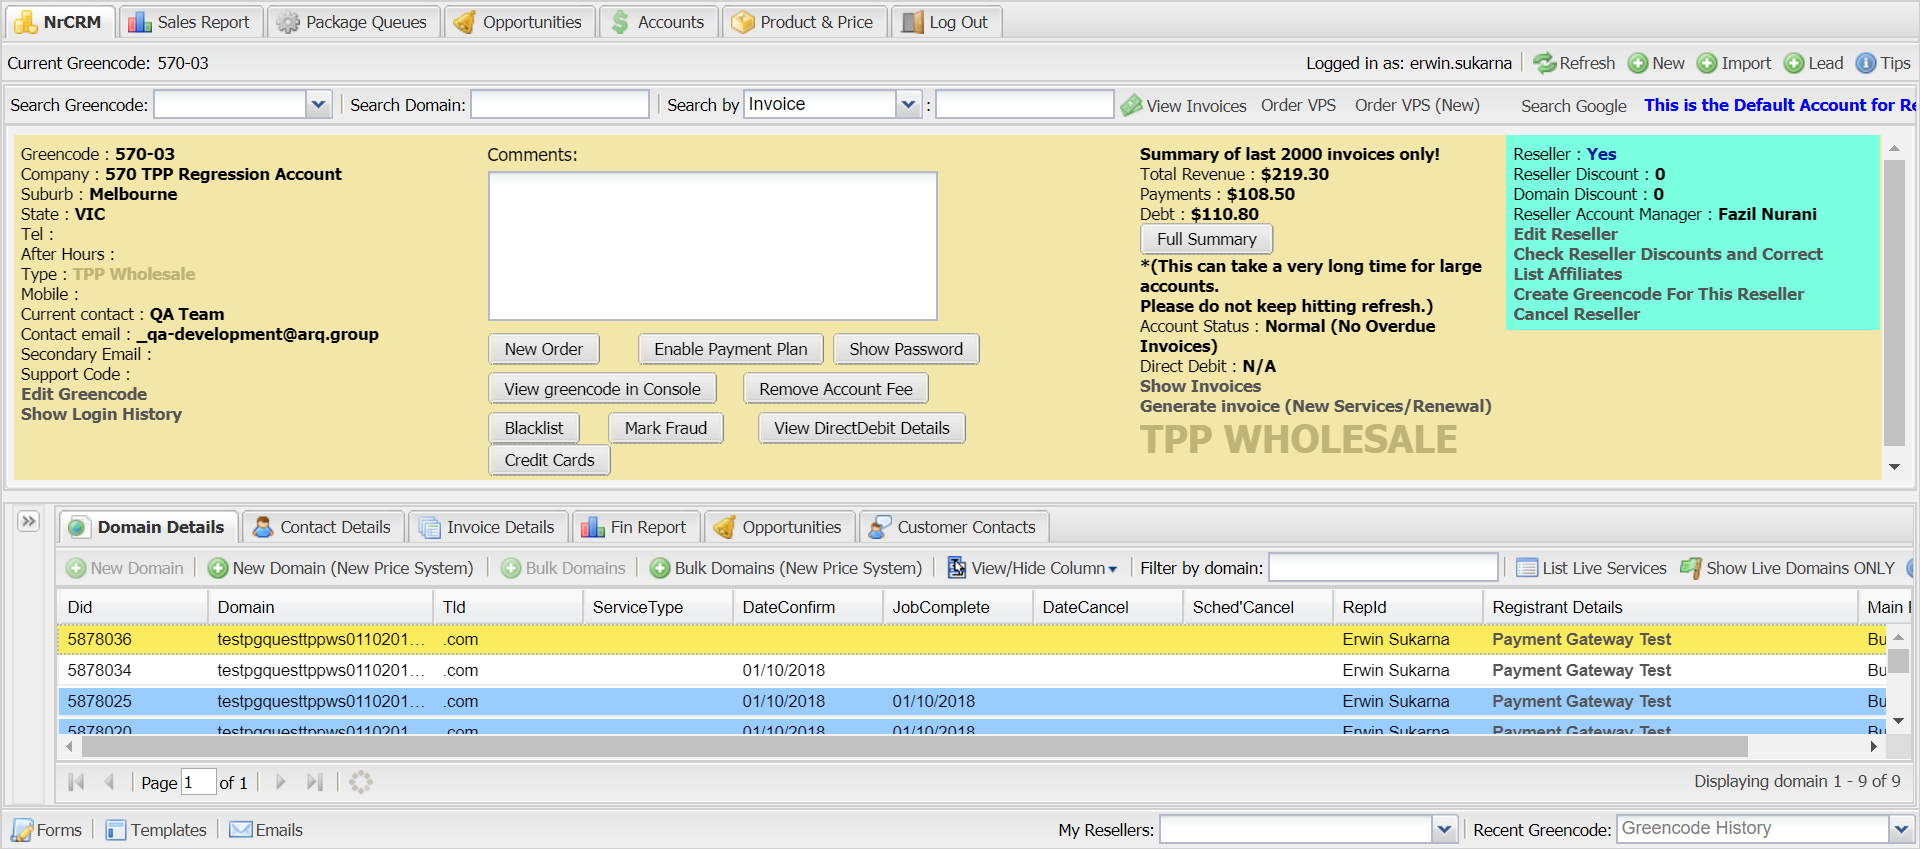 NrCRM Sales Report Package Queues Opportunities Accounts Product & Price Log Out
Current Greencode: 570-03 Logged in as: erwin.sukarna Refresh New Import Lead Tips
Search Greencode: Search Domain: Search by Invoice : View Invoices Order VPS Order VPS (New) Search Google This is the Default Account for Re
Greencode : 570-03
Company : 570 TPP Regression Account
Suburb : Melbourne
State : VIC
Tel :
After Hours :
Type : TPP Wholesale
Mobile :
Current contact : QA Team
Contact email : _qa-development@arq.group
Secondary Email :
Support Code :
Edit Greencode
Show Login History
Comments:
New Order Enable Payment Plan Show Password
View greencode in Console Remove Account Fee
Blacklist Mark Fraud View DirectDebit Details
Credit Cards
Summary of last 2000 invoices only!
Total Revenue : $219.30
Payments : $108.50
Debt : $110.80
Full Summary
*(This can take a very long time for large
accounts.
Please do not keep hitting refresh.)
Account Status : Normal (No Overdue
Invoices)
Direct Debit : N/A
Show Invoices
Generate invoice (New Services/Renewal)
TPP WHOLESALE
Reseller : Yes
Reseller Discount : 0
Domain Discount : 0
Reseller Account Manager : Fazil Nurani
Edit Reseller
Check Reseller Discounts and Correct
List Affiliates
Create Greencode For This Reseller
Cancel Reseller
Domain Details Contact Details Invoice Details Fin Report Opportunities Customer Contacts
New Domain New Domain (New Price System) Bulk Domains Bulk Domains (New Price System) View/Hide Column Filter by domain: List Live Services Show Live Domains ONLY
Did Domain Tld ServiceType DateConfirm JobComplete DateCancel Sched'Cancel RepId Registrant Details Main
5878036 testpgquesttppws0110201... .com Erwin Sukarna Payment Gateway Test Bu
5878034 testpgquesttppws0110201... .com 01/10/2018 Erwin Sukarna Payment Gateway Test Bu
5878025 testpgquesttppws0110201... .com 01/10/2018 01/10/2018 Erwin Sukarna Payment Gateway Test Bu
5878020 testpgquesttppws0110201... .com 01/10/2018 01/10/2018 Erwin Sukarna Payment Gateway Test Bu
Page 1 of 1 Displaying domain 1 - 9 of 9
Forms Templates Emails My Resellers: Recent Greencode: Greencode History